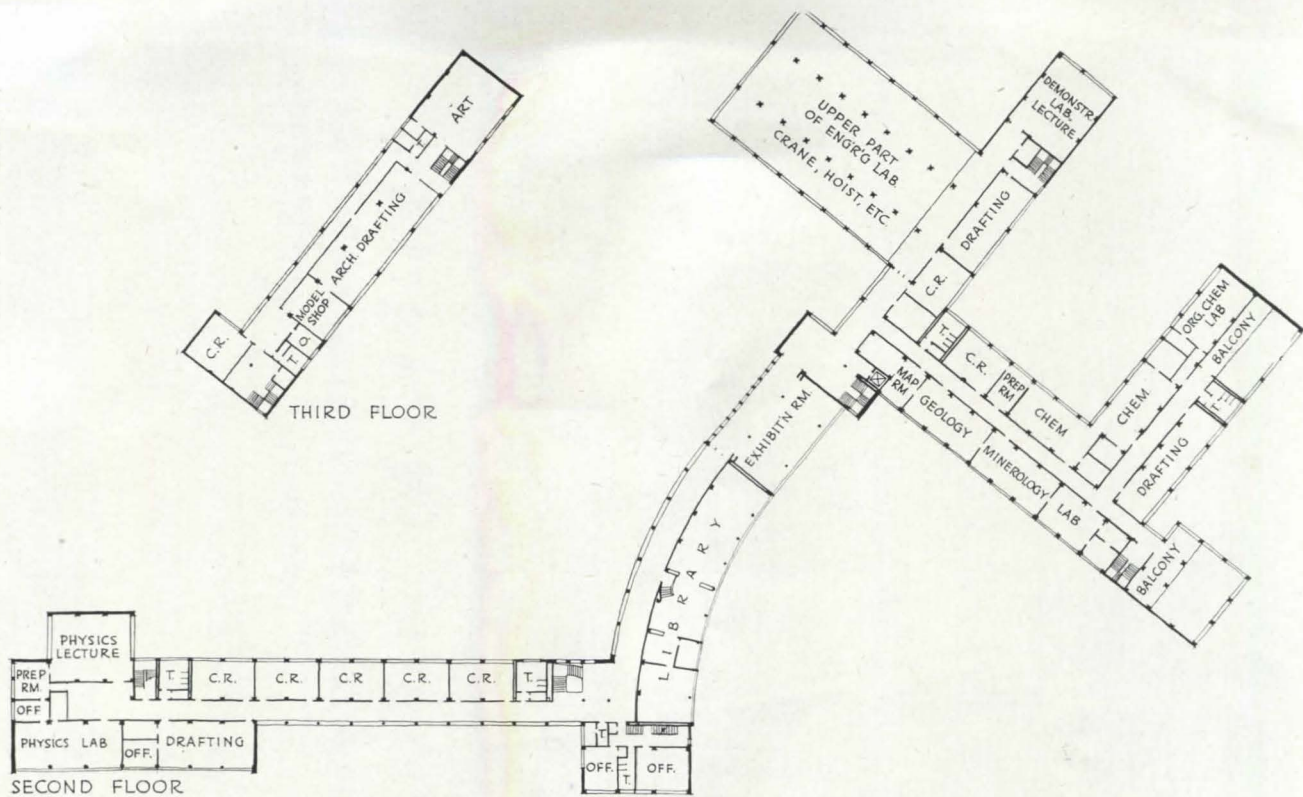 ART
ARCH. DRAFTING
MODEL
SHOP
C.R.
O.
T.
THIRD FLOOR
UPPER PART
OF ENGR'G LAB.
CRANE, HOIST, ETC
DEMONSTR.
LAB.
LECTURE
DRAFTING
C.R.
T.
C.R.
PREP
RM
CHEM
CHEM
ORG. CHEM
LAB
BALCONY
T.
DRAFTING
MAP
RM
GEOLOGY
MINEROLOGY
LAB
BALCONY
EXHIBIT'N RM.
LIBRARY
PHYSICS
LECTURE
PREP
RM.
OFF
T.
C.R.
C.R.
C.R
C.R.
C.R.
T.
PHYSICS LAB
OFF.
DRAFTING
T.
OFF.
T.
OFF.
SECOND FLOOR